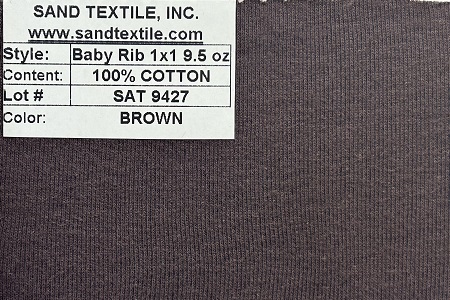 SAND TEXTILE, INC.
www.sandtextile.com
Style: Baby Rib 1x1 9.5 oz
Content: 100% COTTON
Lot # SAT 9427
Color: BROWN